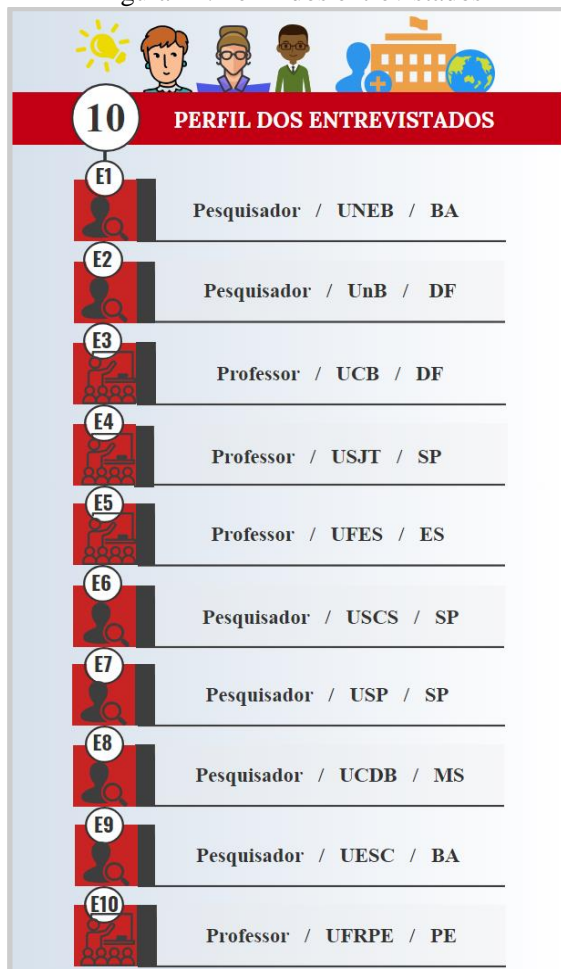 10 PERFIL DOS ENTREVISTADOS
E1
Pesquisador / UNEB / BA
E2
Pesquisador / UnB / DF
E3
Professor / UCB / DF
E4
Professor / USJT / SP
E5
Professor / UFES / ES
E6
Pesquisador / USCS / SP
E7
Pesquisador / USP / SP
E8
Pesquisador / UCDB / MS
E9
Pesquisador / UESC / BA
E10
Professor / UFRPE / PE